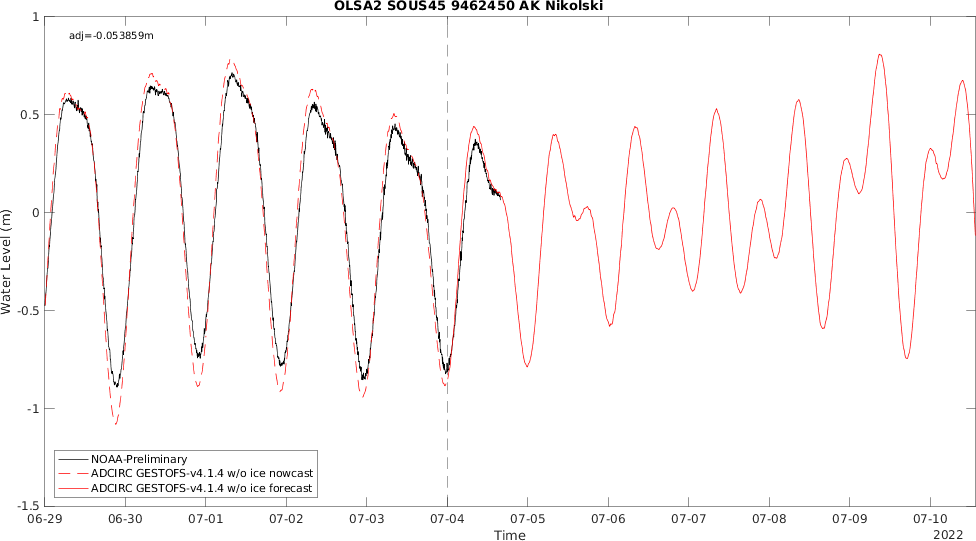 OLSA2 SOUS45 9462450 AK Nikolski
adj=-0.053859m
1
0.5
0
-0.5
-1
-1.5
Water Level (m)
NOAA-Preliminary
ADCIRC GESTOFS-v4.1.4 w/o ice nowcast
ADCIRC GESTOFS-v4.1.4 w/o ice forecast
06-29 06-30 07-01 07-02 07-03 07-04 07-05 07-06 07-07 07-08 07-09 07-10
Time
2022